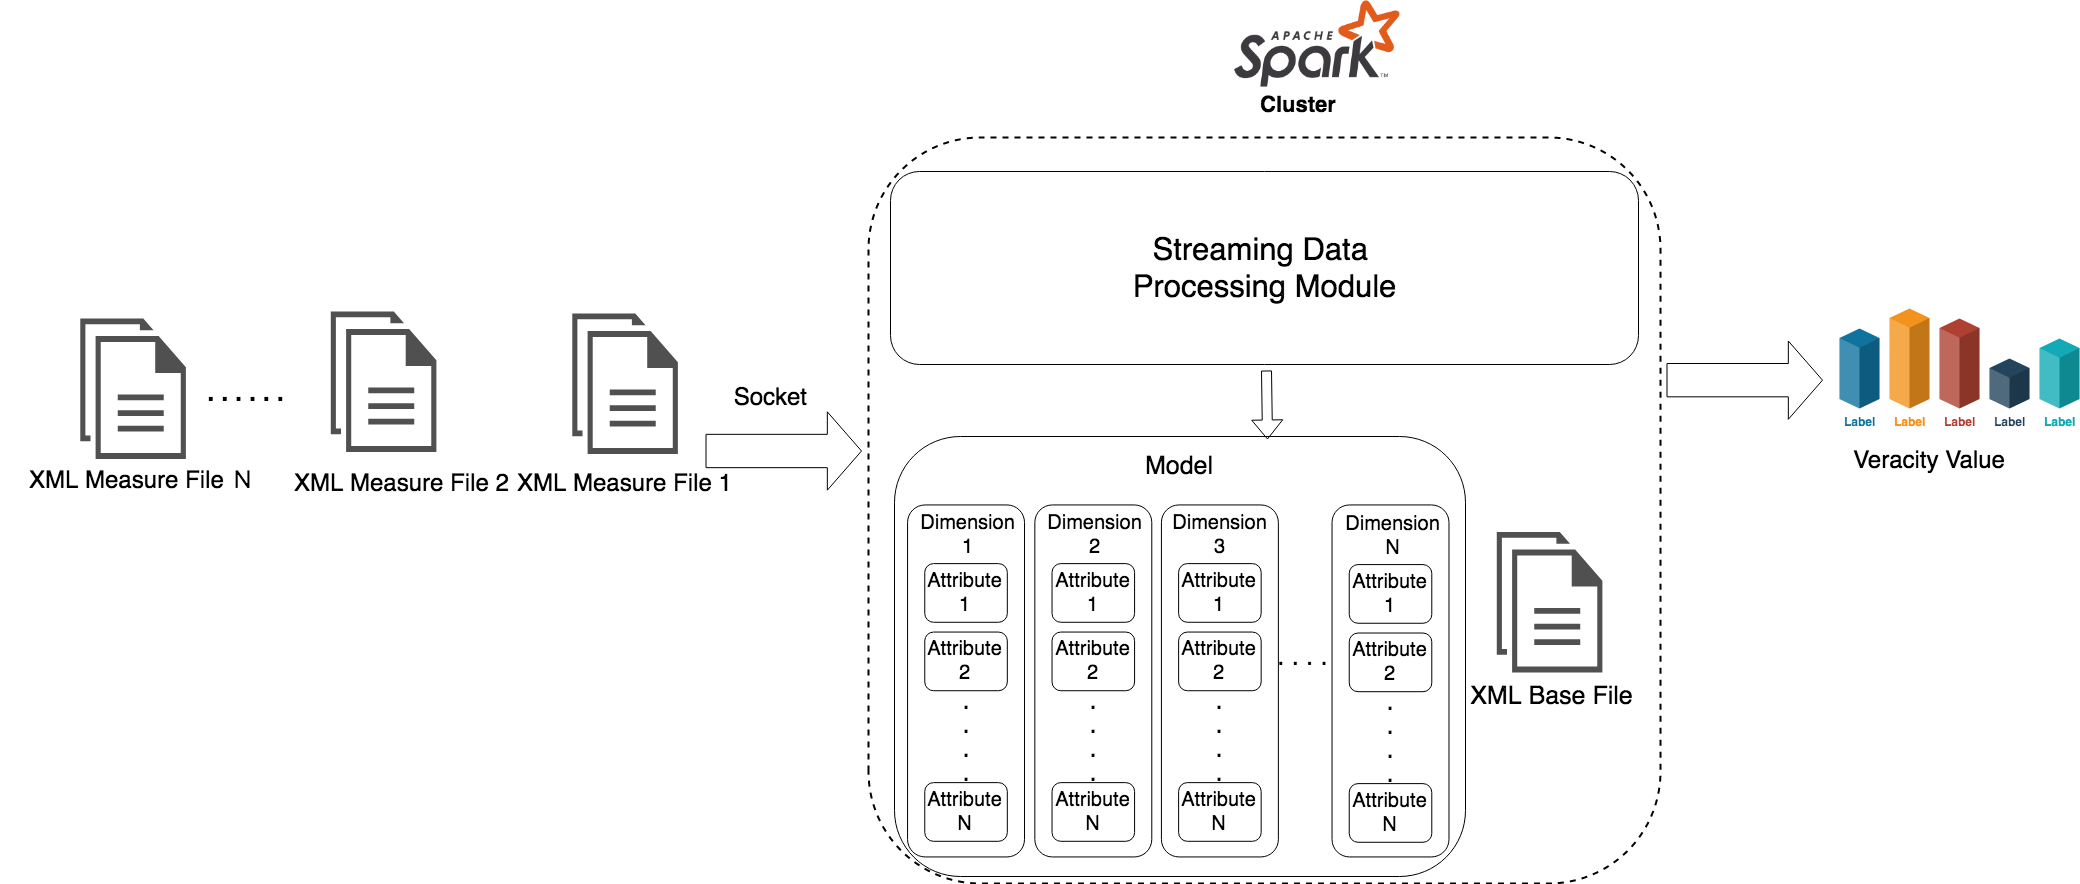 APACHE
Spark™
Cluster
Streaming Data
Processing Module
Socket
XML Measure File N
......
XML Measure File 2
XML Measure File 1
Model
Dimension
1
Attribute
1
Attribute
2
Attribute
N
Dimension
2
Attribute
1
Attribute
2
Attribute
N
Dimension
3
Attribute
1
Attribute
2
Attribute
N
....
Dimension
N
Attribute
1
Attribute
2
Attribute
N
XML Base File
Label
Label
Label
Label
Label
Veracity Value